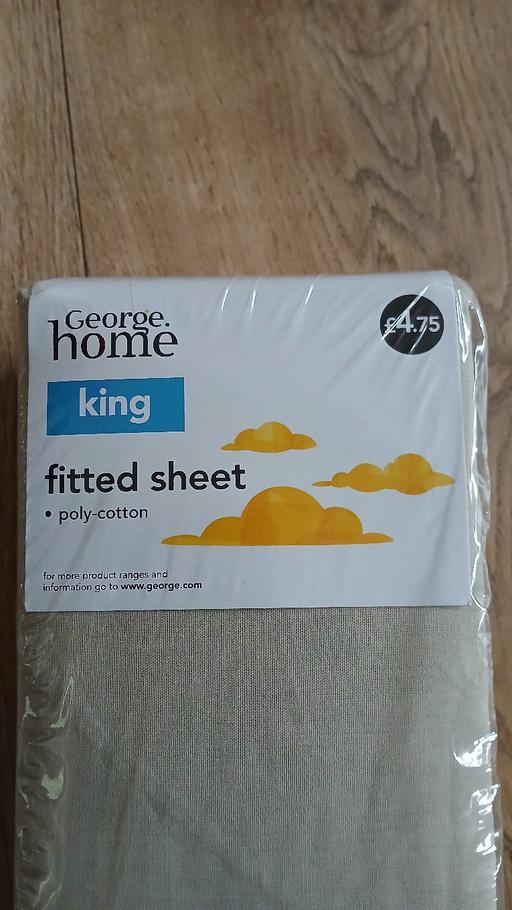 George.
home
£4.75
king
fitted sheet
• poly-cotton
for more product ranges and
information go to www.george.com